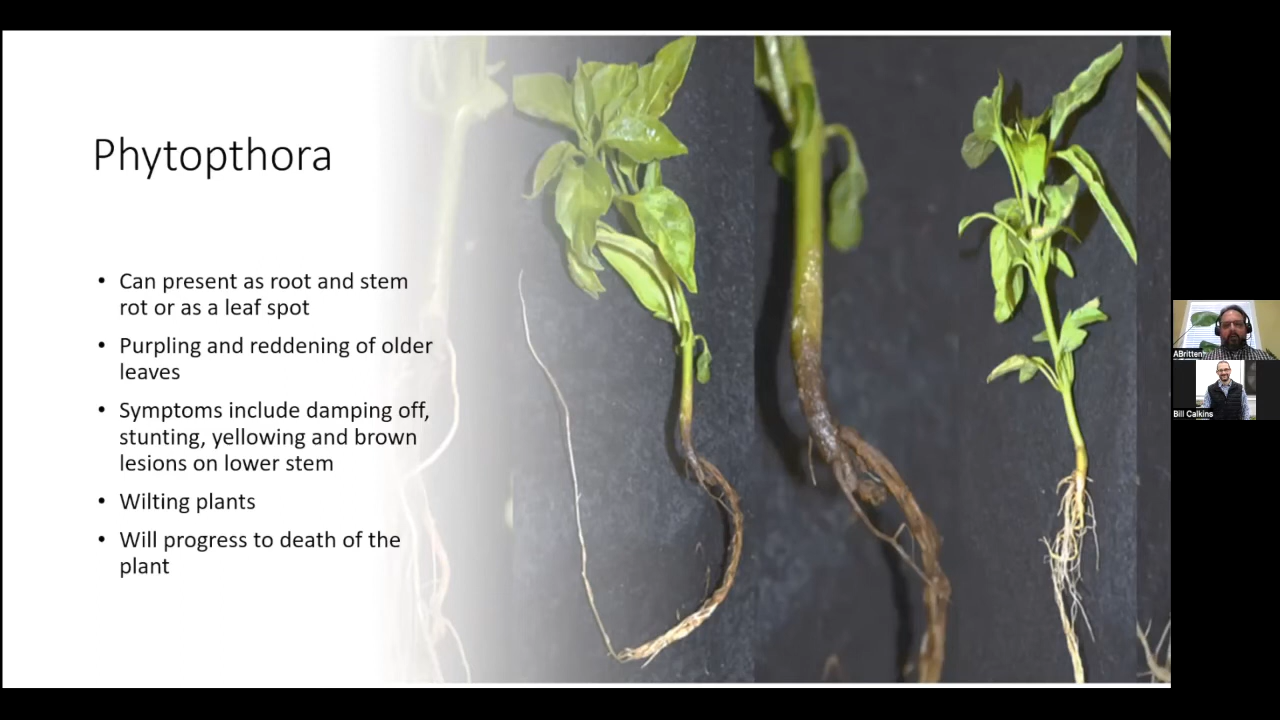 Phytopthora
• Can present as root and stem
rot or as a leaf spot
• Purpling and reddening of older
leaves
• Symptoms include damping off,
stunting, yellowing and brown
lesions on lower stem
• Wilting plants
• Will progress to death of the
plant
ABritten
Bill Calkins